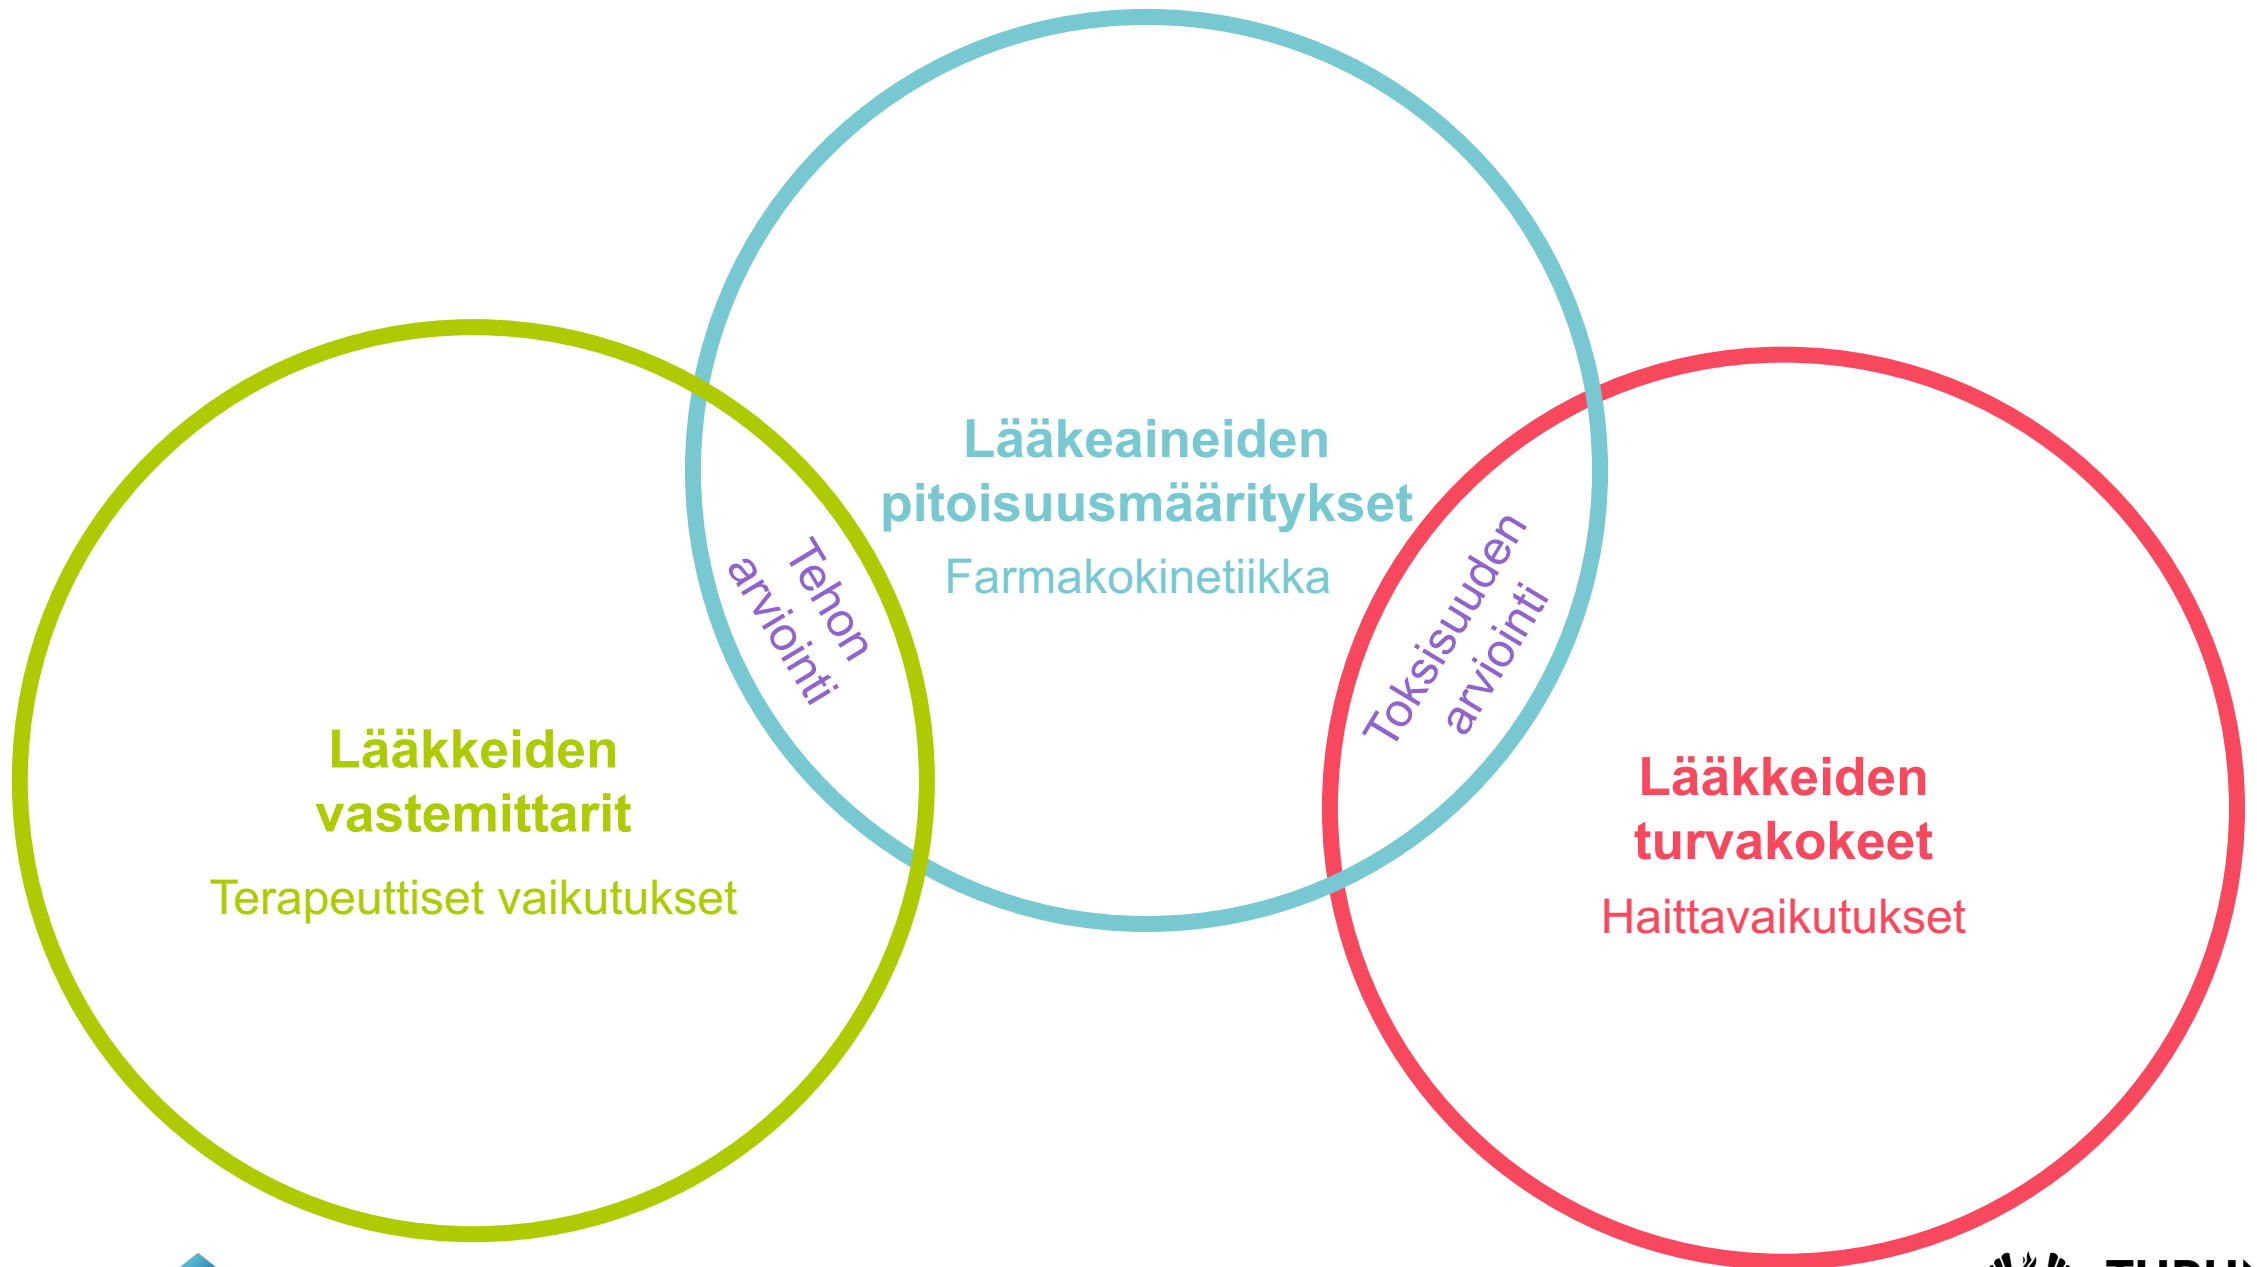 Lääkeaineiden
pitoisuusmääritykset
Farmakokinetiikka
Tehon
arviointi
Toksisuuden
arviointi
Lääkkeiden
vastemittarit
Terapeuttiset vaikutukset
Lääkkeiden
turvakokeet
Haittavaikutukset